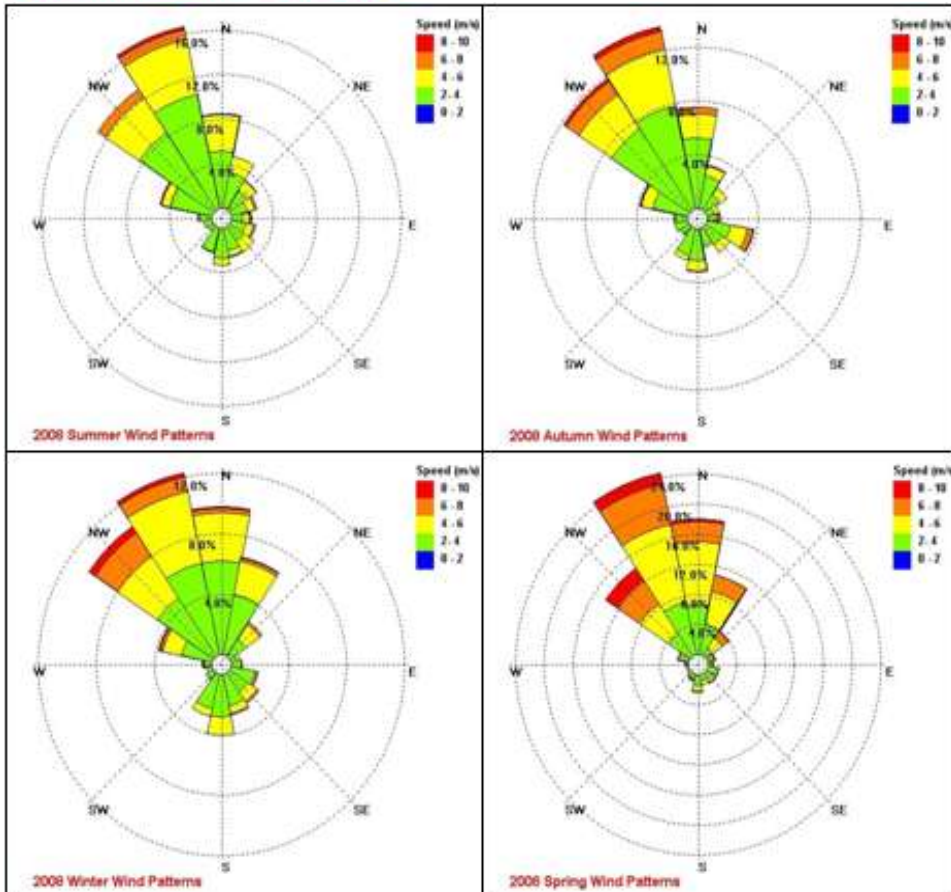 Speed (m/s)
N
8 - 10
16.0%
6 - 8
4 - 6
NW
12.0%
NE
2 - 4
0 - 2
8.0%
4.0%
W
E
SW
SE
S
2008 Summer Wind Patterns
Speed (m/s)
N
8 - 10
12.0%
6 - 8
4 - 6
NW
NE
2 - 4
8.0%
0 - 2
4.0%
W
E
SW
SE
S
2008 Autumn Wind Patterns
Speed (m/s)
N
8 - 10
12.0%
6 - 8
4 - 6
NW
NE
2 - 4
8.0%
0 - 2
4.0%
W
E
SW
SE
S
2008 Winter Wind Patterns
Speed (m/s)
N
8 - 10
24.0%
6 - 8
20.0%
4 - 6
NW
NE
2 - 4
16.0%
0 - 2
12.0%
8.0%
4.0%
W
E
SW
SE
S
2008 Spring Wind Patterns